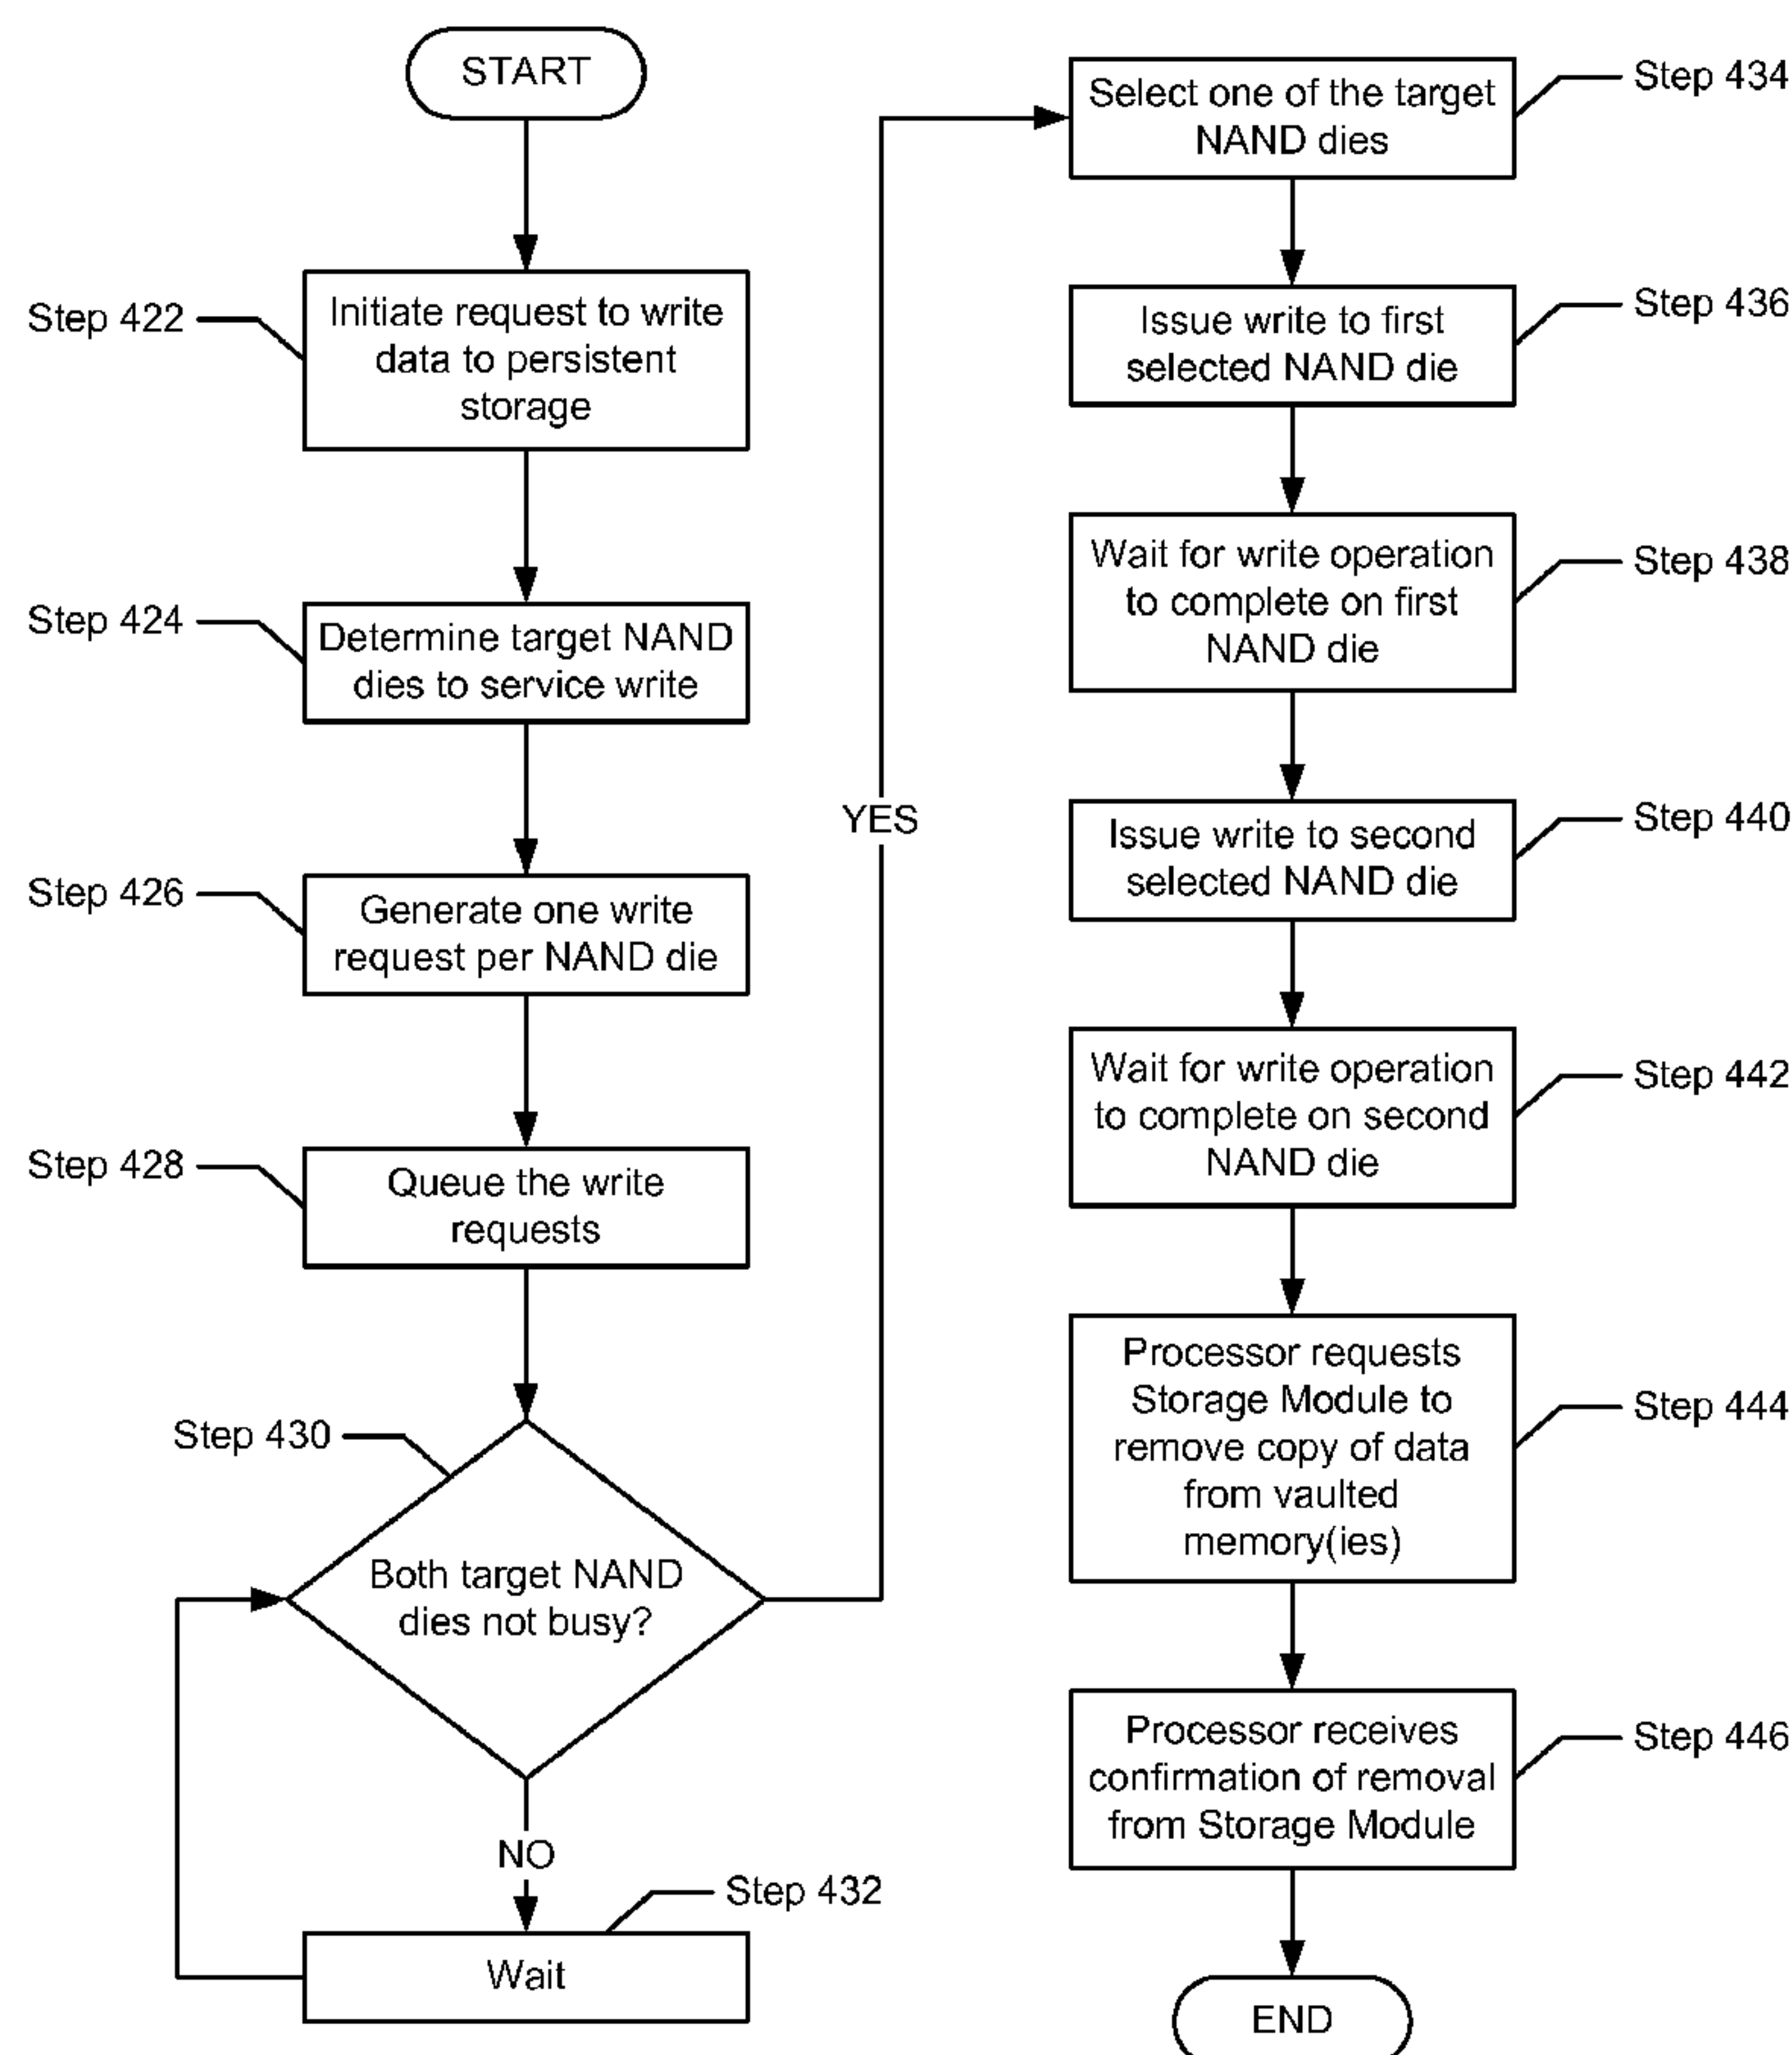 START
Step 422
Initiate request to write
data to persistent
storage
Step 424
Determine target NAND
dies to service write
Step 426
Generate one write
request per NAND die
Step 428
Queue the write
requests
Step 430
Both target NAND
dies not busy?
YES
NO
Step 432
Wait
Select one of the target
NAND dies
Step 434
Issue write to first
selected NAND die
Step 436
Wait for write operation
to complete on first
NAND die
Step 438
Issue write to second
selected NAND die
Step 440
Wait for write operation
to complete on second
NAND die
Step 442
Processor requests
Storage Module to
remove copy of data
from vaulted
memory(ies)
Step 444
Processor receives
confirmation of removal
from Storage Module
Step 446
END